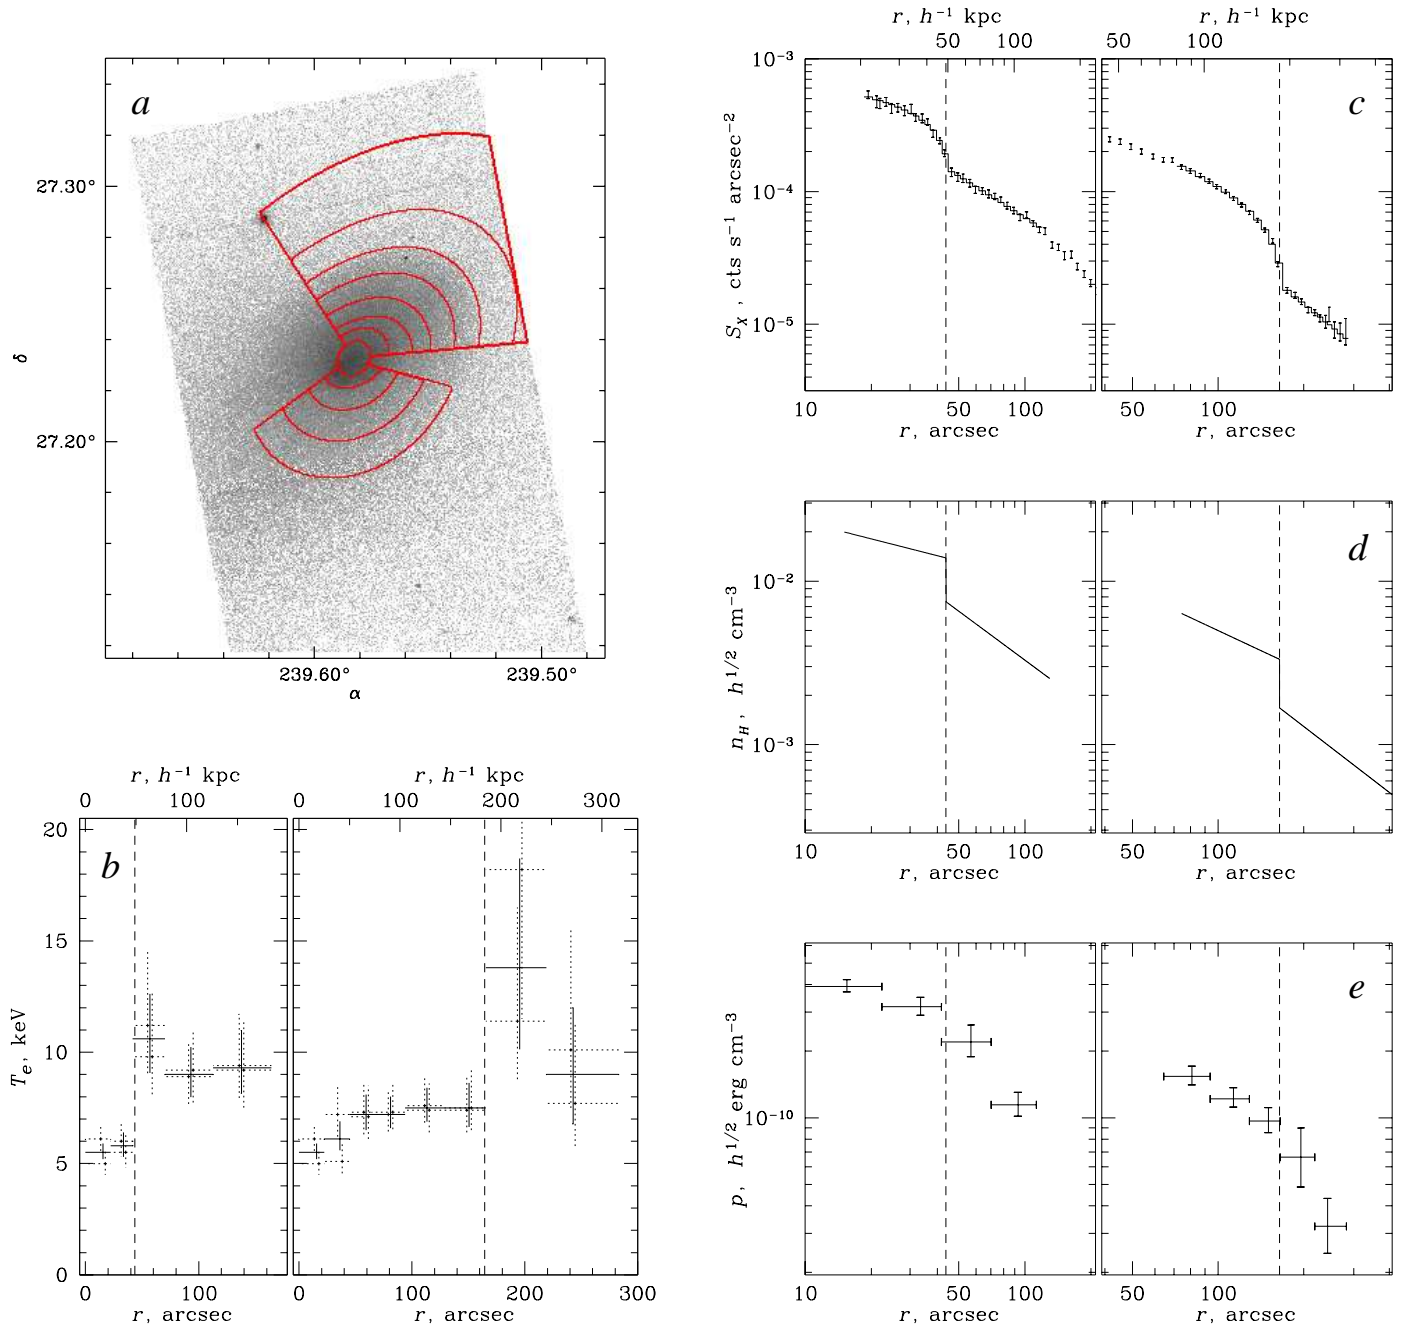 a
27.30°
27.20°
δ
239.60°
239.50°
α
r, h⁻¹ kpc
r, h⁻¹ kpc
0
100
0
100
200
300
b
20
15
10
5
0
Tₑ, keV
0
100
0
100
200
300
r, arcsec
r, arcsec
r, h⁻¹ kpc
r, h⁻¹ kpc
50
100
50
100
c
10⁻³
10⁻⁴
10⁻⁵
S_X , cts s⁻¹ arcsec⁻²
10
50
100
50
100
r, arcsec
r, arcsec
d
10⁻²
10⁻³
n_H, h^1/2 cm⁻³
10
50
100
50
100
r, arcsec
r, arcsec
e
10⁻¹⁰
p, h^1/2 erg cm⁻³
10
50
100
50
100
r, arcsec
r, arcsec